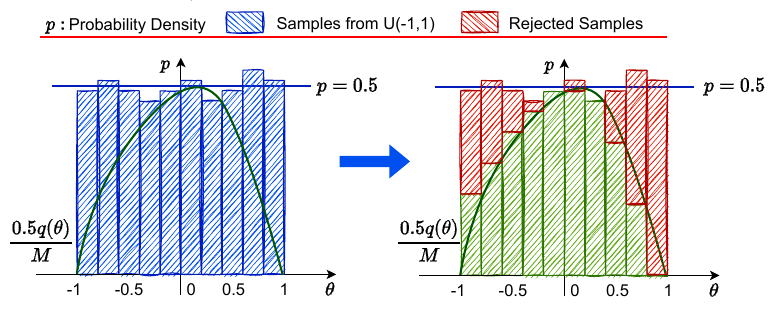 p : Probability Density Samples from U(-1,1) Rejected Samples
p p
p = 0.5 p = 0.5
0.5q(θ) 0.5q(θ)
M M
-1 -0.5 0 0.5 1 θ -1 -0.5 0 0.5 1 θ